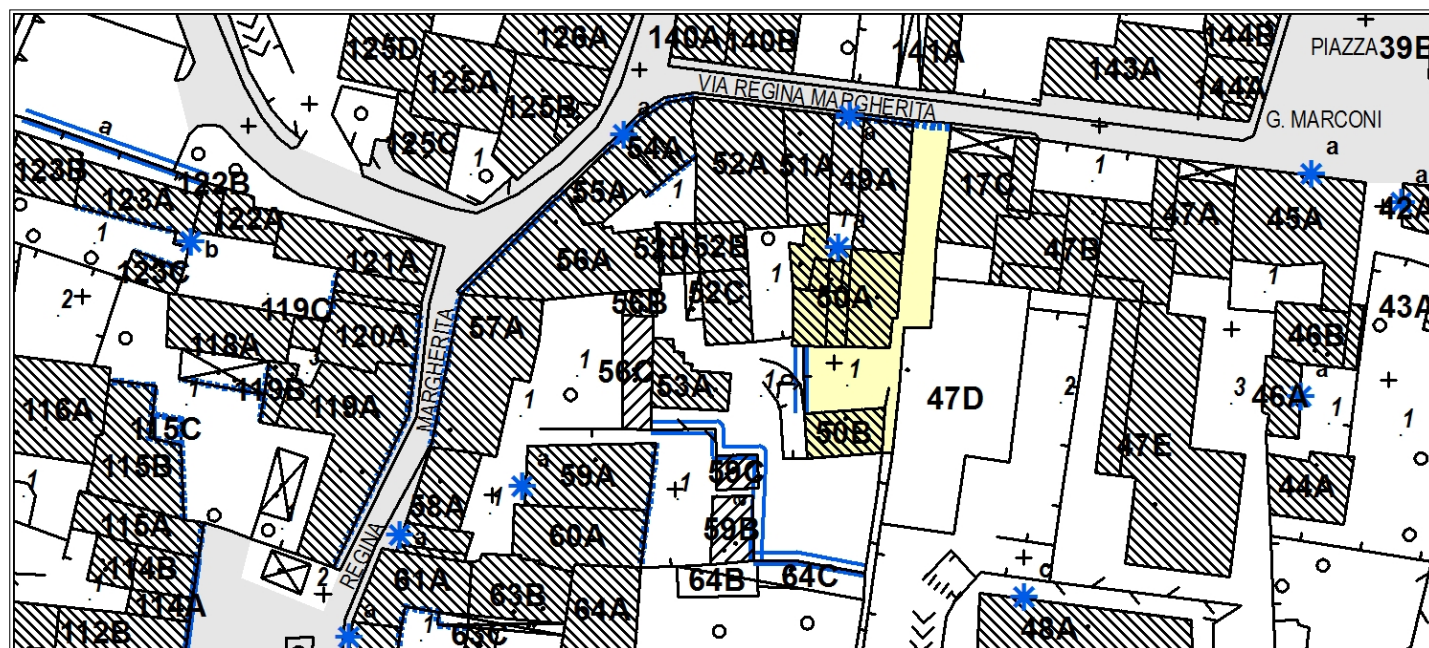 125D
126A
140A
140B
141A
144B
PIAZZA
39E
125A
143A
144A
VIA REGINA MARGHERITA
125B
G. MARCONI
a
a
a
a
a
125C
1
54A
52A
51A
49A
123B
123A
122B
122A
55A
1
17C
1
47A
45A
42A
1
b
123C
121A
56A
52D
52B
1
a
47B
1
2
119C
56B
52C
1
50A
43A
118A
120A
57A
46B
3
119B
1
1
56C
53A
1
1
47D
2
3
46A
a
1
1
116A
115C
119A
MARGHERITA
50B
115B
1
a
59A
1
1
59C
47E
44A
115A
58A
a
60A
59B
114B
2
REGINA
61A
63B
64B
64C
c
114A
a
64A
48A
112B
1
63C